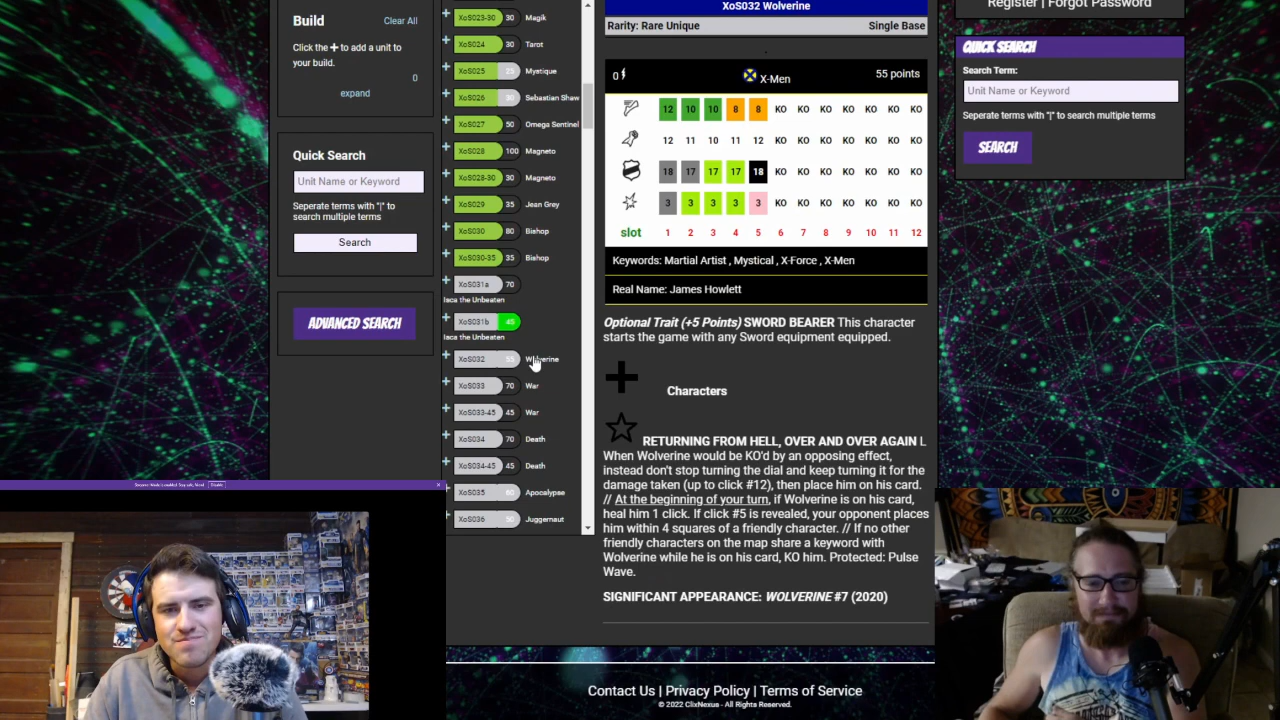 Build
Clear All
Click the + to add a unit to
your build.
0
expand
Quick Search
Unit Name or Keyword
Seperate terms with "|" to
search multiple terms
Search
ADVANCED SEARCH
XoS023-30 30 Magik
XoS024 30 Tarot
XoS025 25 Mystique
XoS026 30 Sebastian Shaw
XoS027 50 Omega Sentinel
XoS028 100 Magneto
XoS028-30 30 Magneto
XoS029 35 Jean Grey
XoS030 80 Bishop
XoS030-35 35 Bishop
XoS031a 70
Isca the Unbeaten
XoS031b 45
Isca the Unbeaten
XoS032 55 Wolverine
XoS033 70 War
XoS033-45 45 War
XoS034 70 Death
XoS034-45 45 Death
XoS035 60 Apocalypse
XoS036 Juggernaut
XoS032 Wolverine
Rarity: Rare Unique Single Base
0 X-Men 55 points
12 10 10 8 8 KO KO KO KO KO KO KO
12 11 10 11 12 KO KO KO KO KO KO KO
18 17 17 17 18 KO KO KO KO KO KO KO
3 3 3 3 3 KO KO KO KO KO KO KO
slot 1 2 3 4 5 6 7 8 9 10 11 12
Keywords: Martial Artist , Mystical , X-Force , X-Men
Real Name: James Howlett
Optional Trait (+5 Points) SWORD BEARER This character
starts the game with any Sword equipment equipped.
Characters
RETURNING FROM HELL, OVER AND OVER AGAIN L
When Wolverine would be KO'd by an opposing effect,
instead don't stop turning the dial and keep turning it for the
damage taken (up to click #12), then place him on his card.
// At the beginning of your turn, if Wolverine is on his card,
heal him 1 click. If click #5 is revealed, your opponent places
him within 4 squares of a friendly character. // If no other
friendly characters on the map share a keyword with
Wolverine while he is on his card, KO him. Protected: Pulse
Wave.
SIGNIFICANT APPEARANCE: WOLVERINE #7 (2020)
Contact Us | Privacy Policy | Terms of Service
© 2022 ClixNexus - All Rights Reserved.
Register | Forgot Password
QUICK SEARCH
Search Term:
Unit Name or Keyword
Seperate terms with "|" to search multiple terms
SEARCH